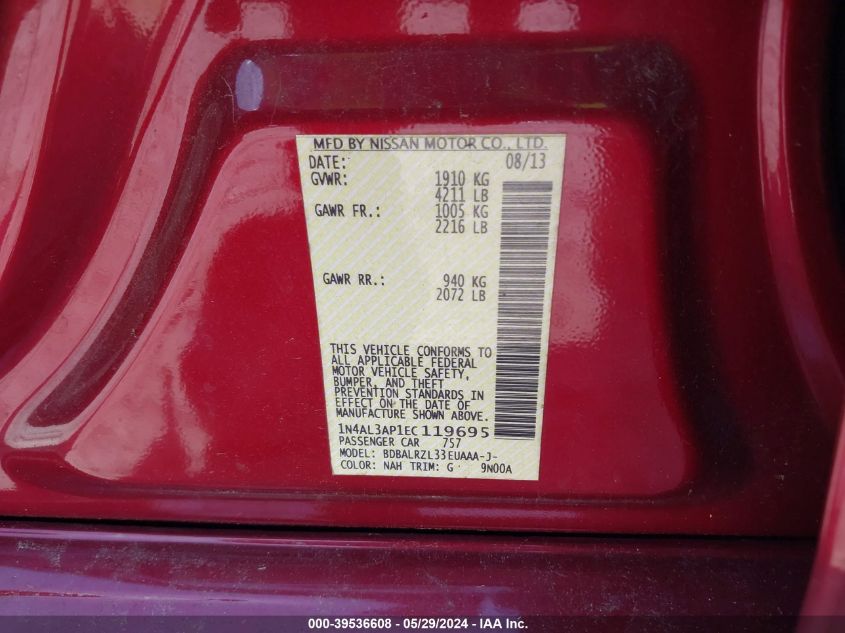 MFD BY NISSAN MOTOR CO., LTD.
DATE: 08/13
GVWR: 1910 KG
4211 LB
GAWR FR.: 1005 KG
2216 LB
GAWR RR.: 940 KG
2072 LB
THIS VEHICLE CONFORMS TO
ALL APPLICABLE FEDERAL
MOTOR VEHICLE SAFETY,
BUMPER, AND THEFT
PREVENTION STANDARDS IN
EFFECT ON THE DATE OF
MANUFACTURE SHOWN ABOVE.
1N4AL3AP1EC119695
PASSENGER CAR 757
MODEL: BDBALRZL33EUAAA-J-
COLOR: NAH TRIM: G 9N00A
000-39536608 - 05/29/2024 - IAA Inc.